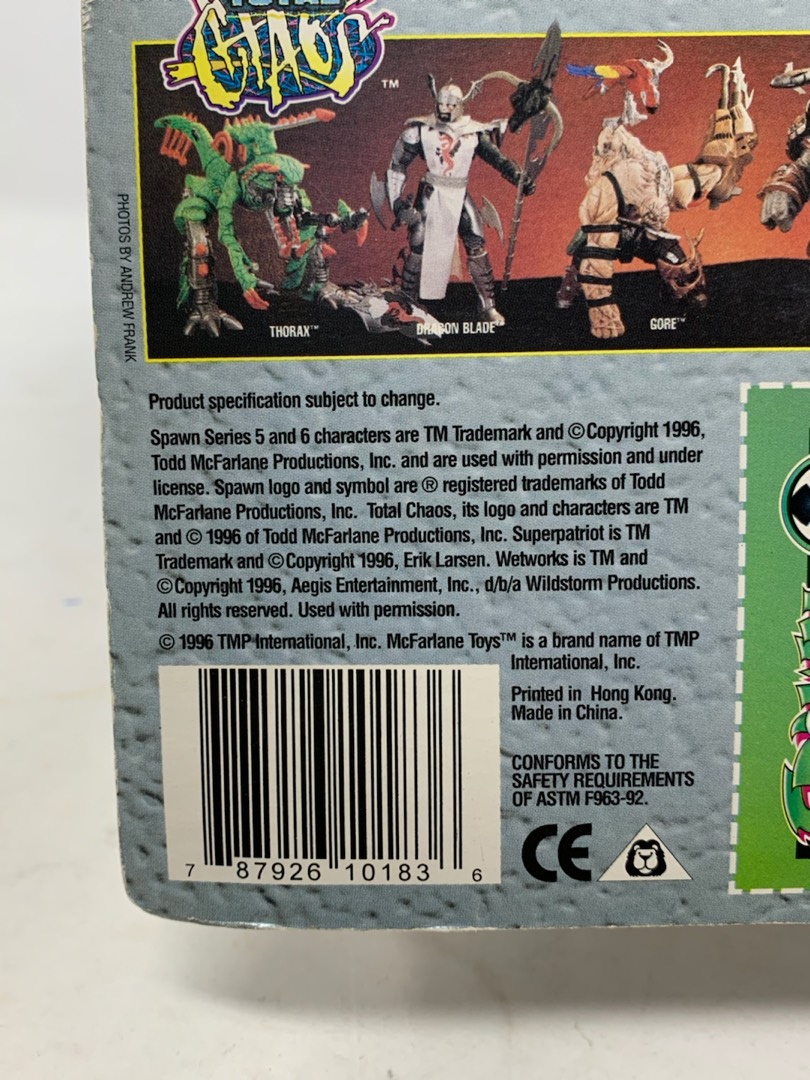 TOTAL
CHAOS
™
PHOTOS BY ANDREW FRANK
THORAX™
DRAGON BLADE™
GORE™
Product specification subject to change.
Spawn Series 5 and 6 characters are TM Trademark and ©Copyright 1996,
Todd McFarlane Productions, Inc. and are used with permission and under
license. Spawn logo and symbol are ® registered trademarks of Todd
McFarlane Productions, Inc. Total Chaos, its logo and characters are TM
and © 1996 of Todd McFarlane Productions, Inc. Superpatriot is TM
Trademark and ©Copyright 1996, Erik Larsen. Wetworks is TM and
©Copyright 1996, Aegis Entertainment, Inc., d/b/a Wildstorm Productions.
All rights reserved. Used with permission.
© 1996 TMP International, Inc. McFarlane Toys™ is a brand name of TMP
International, Inc.
Printed in Hong Kong.
Made in China.
CONFORMS TO THE
SAFETY REQUIREMENTS
OF ASTM F963-92.
CE
7 87926 10183 6